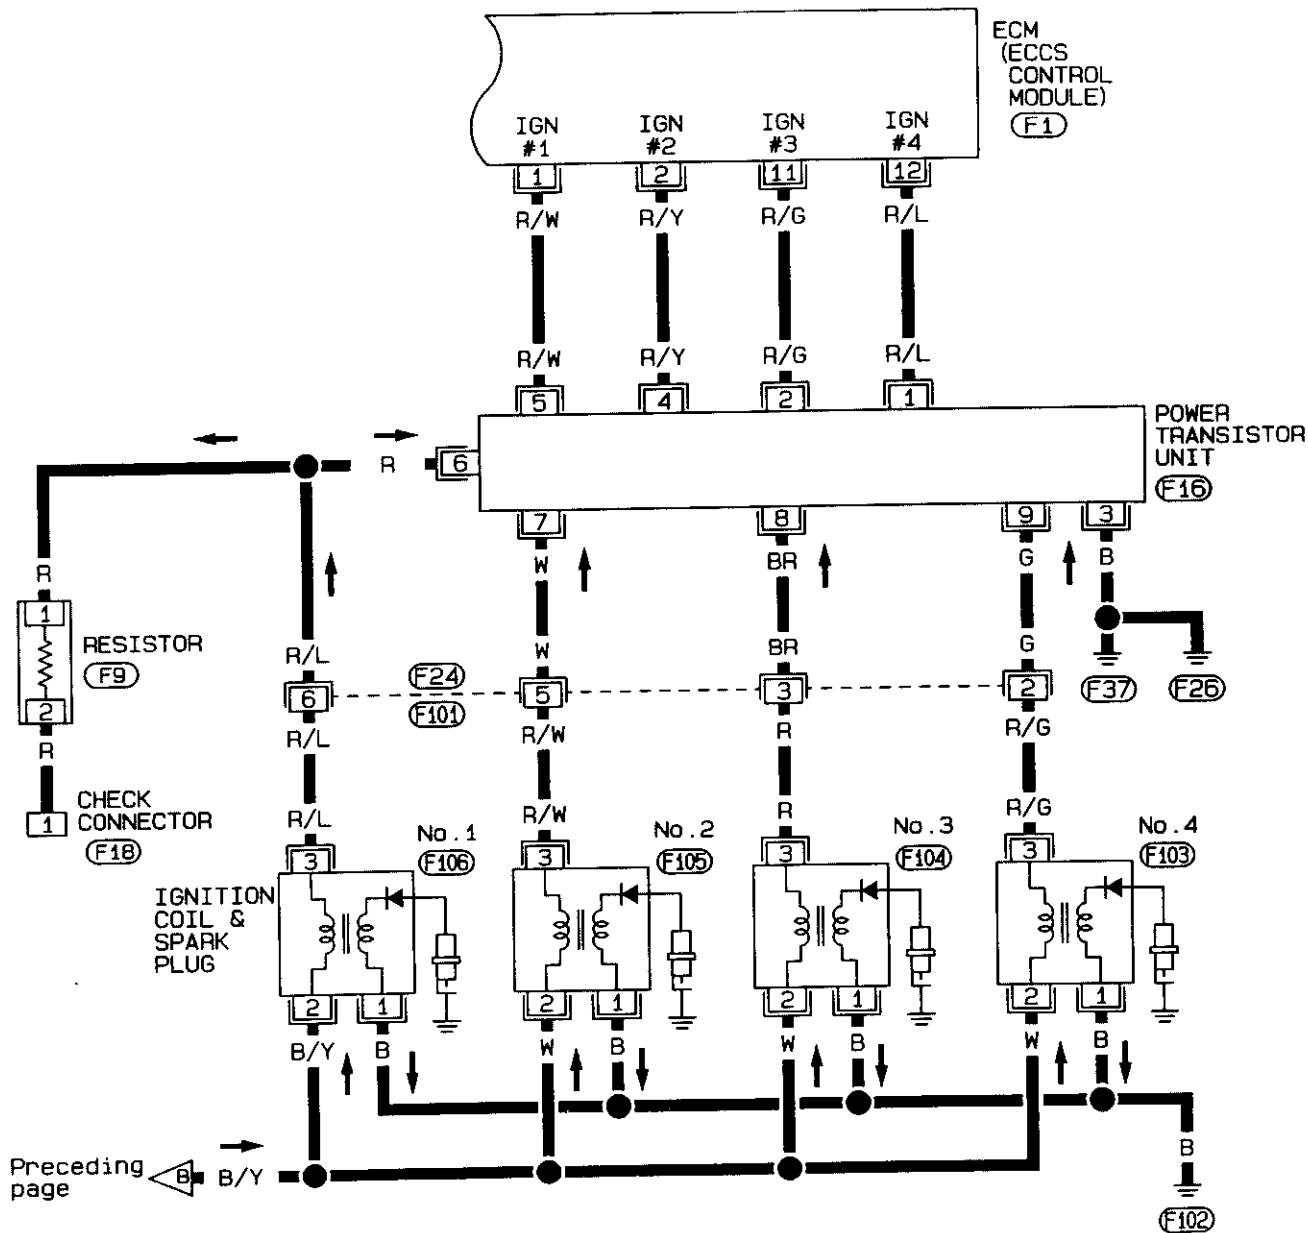 ECM
(ECCS
CONTROL
MODULE)
F1
IGN #1
IGN #2
IGN #3
IGN #4
1 2 11 12
R/W R/Y R/G R/L
R/W R/Y R/G R/L
5 4 2 1
POWER
TRANSISTOR
UNIT
F16
R 6
7 8 9 3
W BR G B
R
1
RESISTOR
F9
2
R
CHECK
CONNECTOR
1
F18
R/L W BR G
F24
6 5 3 2
F101
F37 F26
R/L R/W R R/G
R/L R/W R R/G
No.1 No.2 No.3 No.4
3 3 3 3
F106 F105 F104 F103
IGNITION
COIL &
SPARK
PLUG
2 1 2 1 2 1 2 1
B/Y B W B W B W B
Preceding
page
B B/Y
B
F102